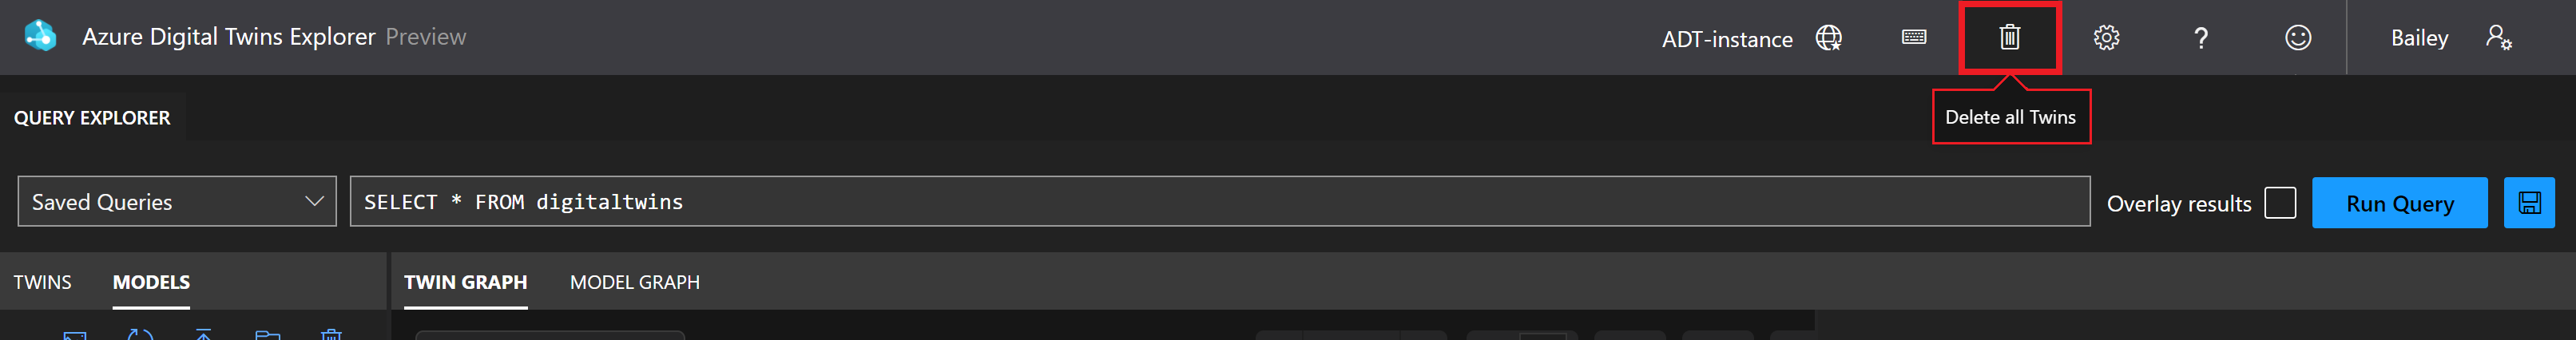 Azure Digital Twins Explorer Preview
ADT-instance
?
Bailey
Delete all Twins
QUERY EXPLORER
Saved Queries
SELECT * FROM digitaltwins
Overlay results
Run Query
TWINS
MODELS
TWIN GRAPH
MODEL GRAPH